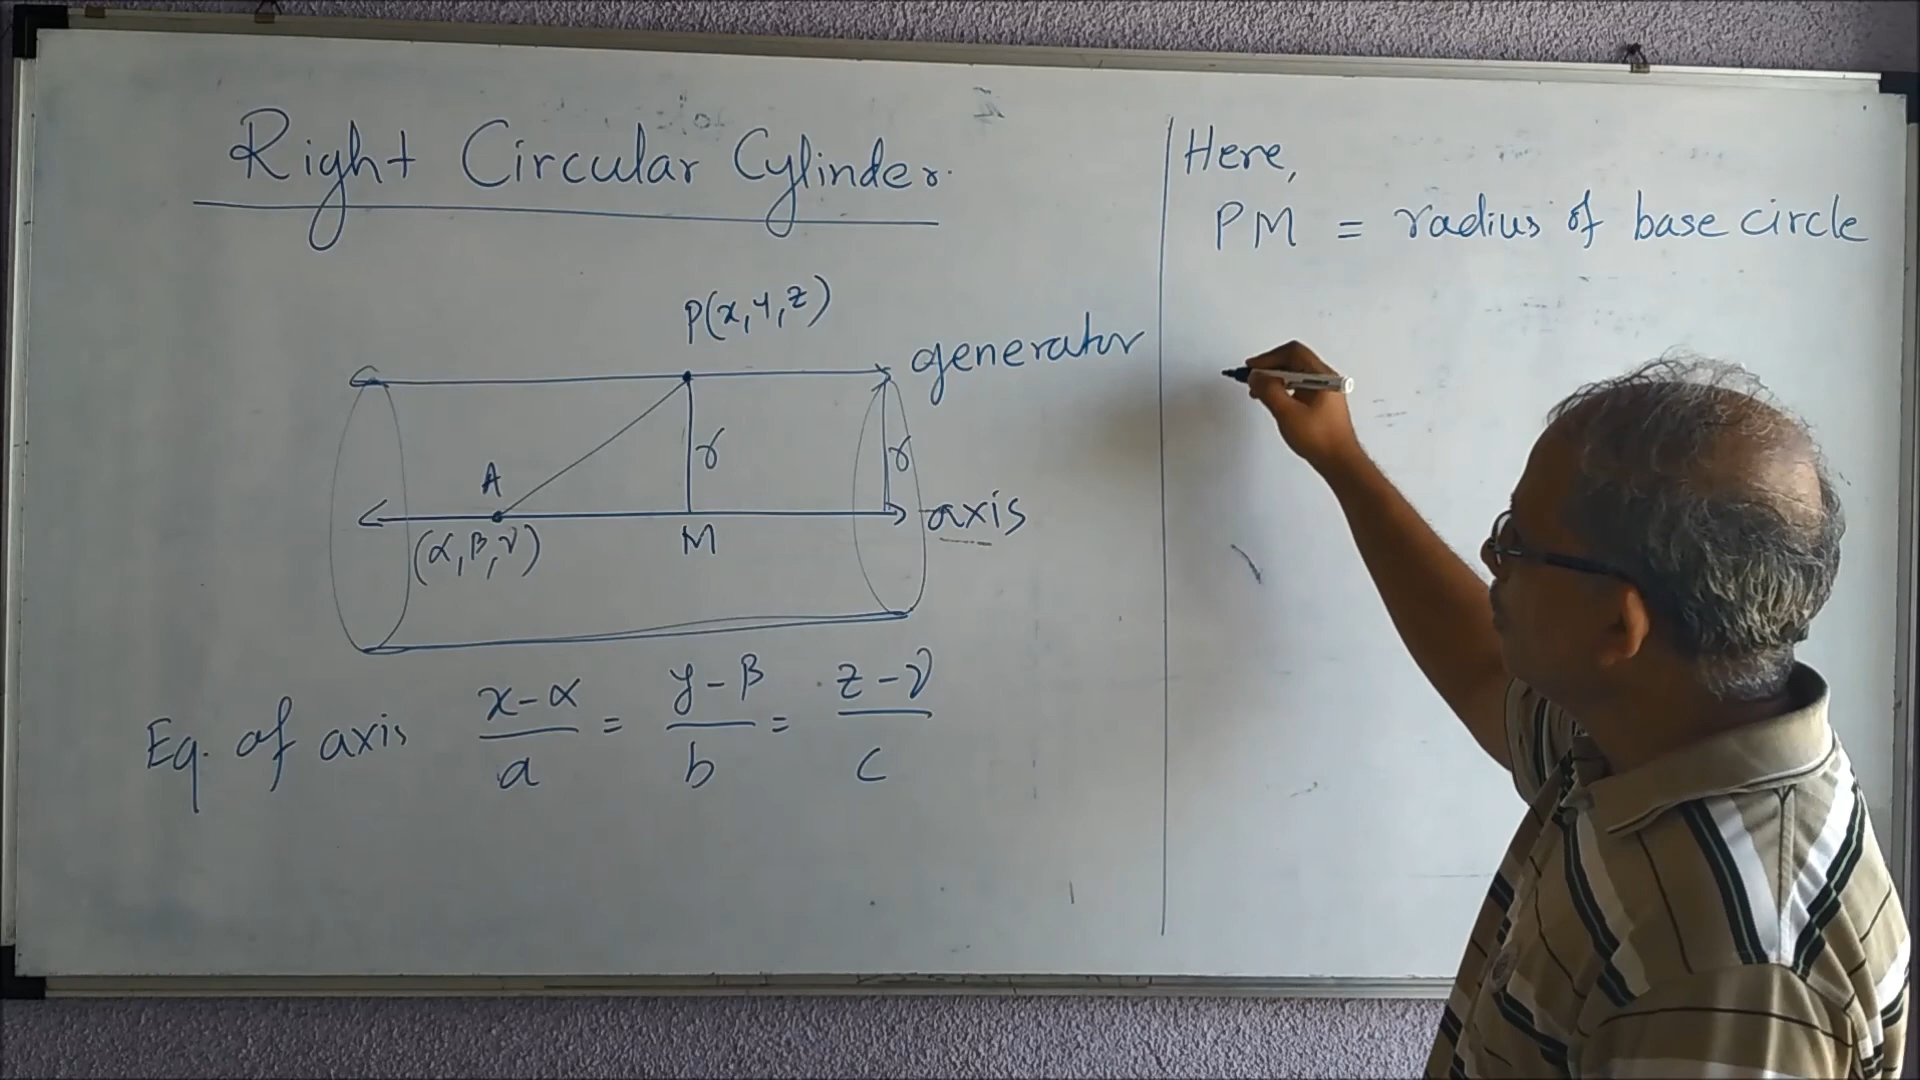 Right Circular Cylinder.
P(x,y,z)
generator
r
r
A
axis
(α,β,γ)
M
Eq. of axis (x-α)/a = (y-β)/b = (z-γ)/c
Here,
PM = radius of base circle